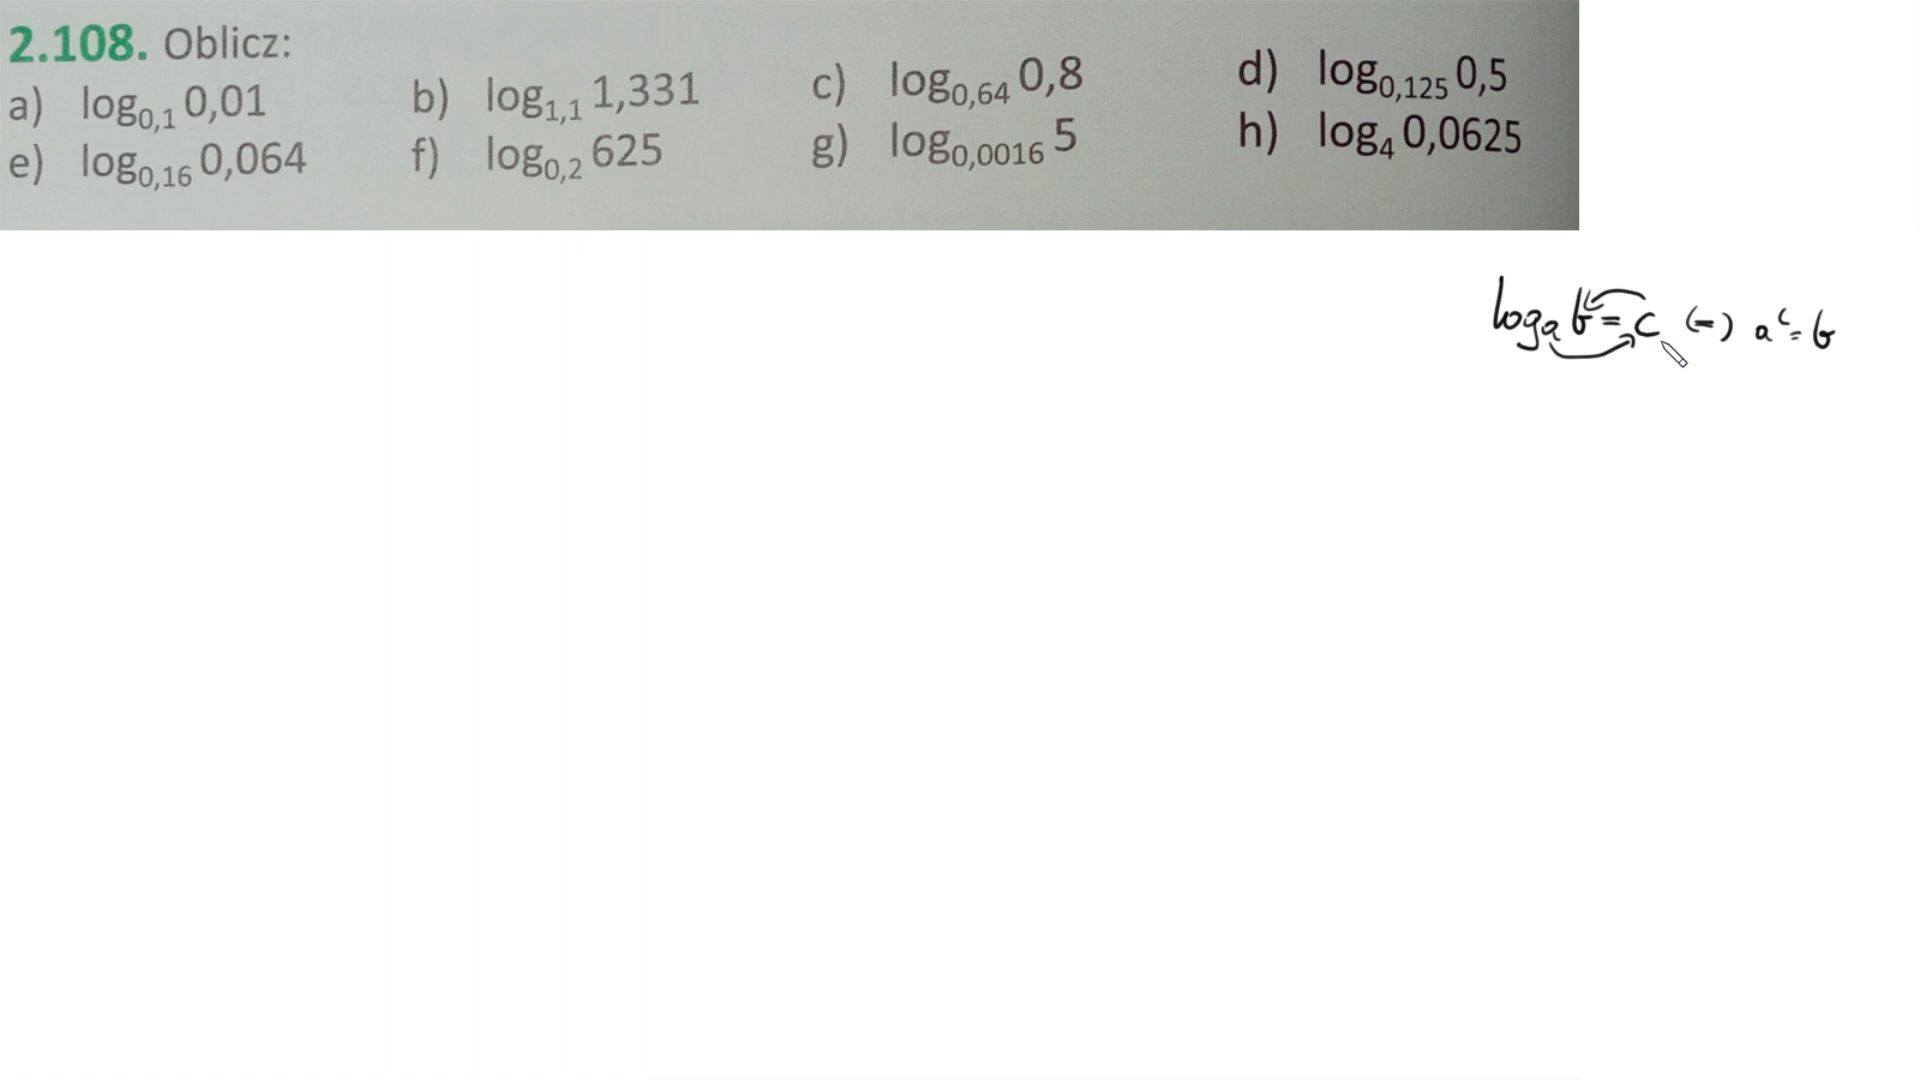 2.108. Oblicz:
a) log₀,₁ 0,01 b) log₁,₁ 1,331 c) log₀,₆₄ 0,8 d) log₀,₁₂₅ 0,5
e) log₀,₁₆ 0,064 f) log₀,₂ 625 g) log₀,₀₀₁₆ 5 h) log₄ 0,0625
logₐ b = c (=) aᶜ = b